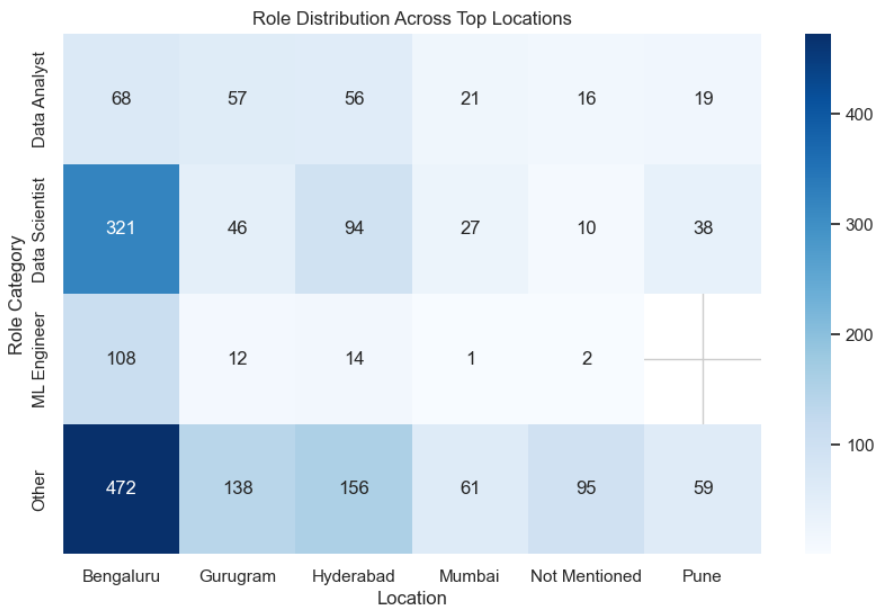 Role Distribution Across Top Locations
Role Category
Data Analyst 68 57 56 21 16 19
Data Scientist 321 46 94 27 10 38
ML Engineer 108 12 14 1 2
Other 472 138 156 61 95 59
Bengaluru Gurugram Hyderabad Mumbai Not Mentioned Pune
Location
400
300
200
100